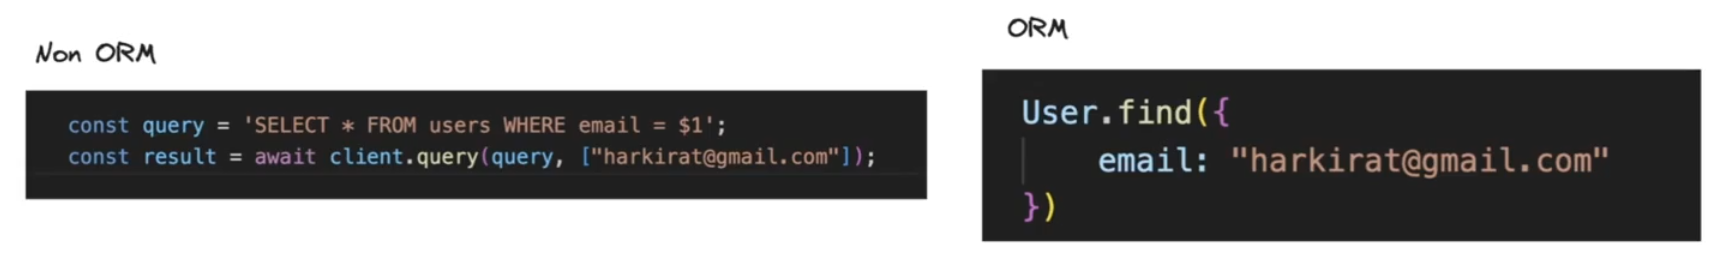 Non ORM
const query = 'SELECT * FROM users WHERE email = $1';
const result = await client.query(query, ["harkirat@gmail.com"]);
ORM
User.find({
email: "harkirat@gmail.com"
})